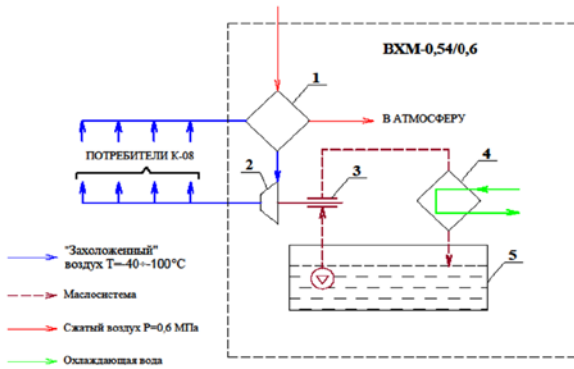 ВХМ-0,54/0,6
1
В АТМОСФЕРУ
ПОТРЕБИТЕЛИ К-08
2
3
4
5
"Захоложенный"
воздух Т=-40÷-100°С
Маслосистема
Сжатый воздух Р=0,6 МПа
Охлаждающая вода